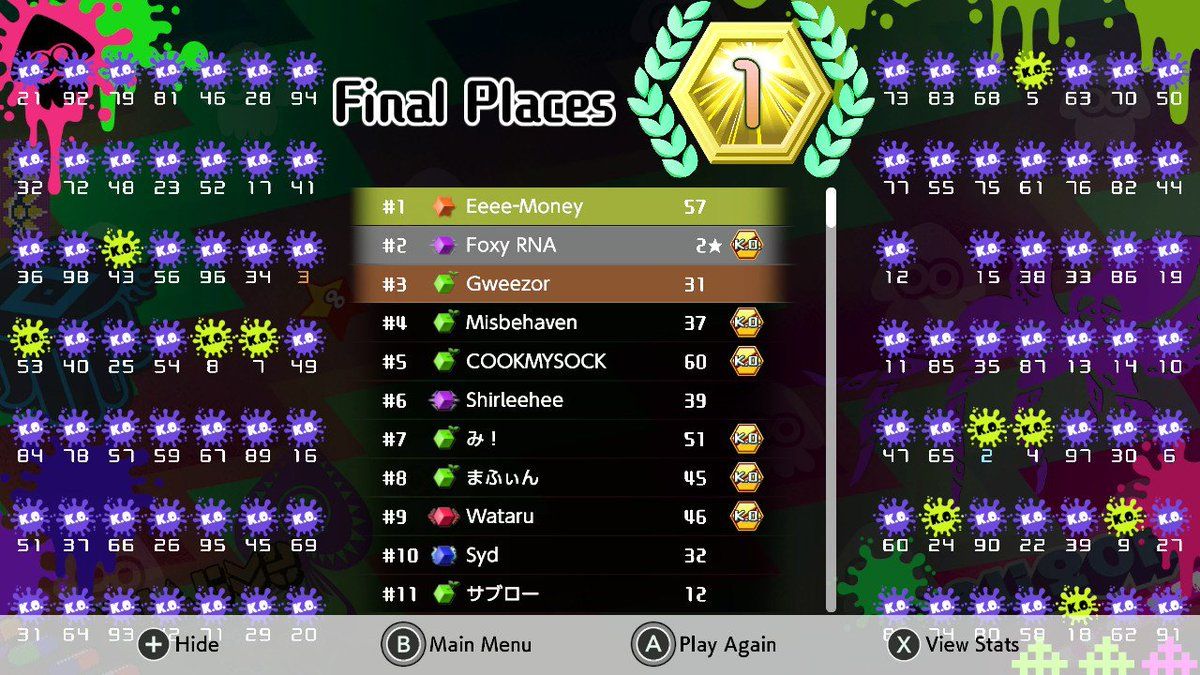 Final Places
1
K.O. K.O. K.O. K.O. K.O. K.O. K.O.
21 92 79 81 46 28 94
K.O. K.O. K.O. K.O. K.O. K.O. K.O.
32 72 48 23 52 17 41
K.O. K.O. K.O. K.O. K.O. K.O. K.O.
36 98 43 56 96 34 3
K.O. K.O. K.O. K.O. K.O. K.O. K.O.
53 40 25 54 8 7 49
K.O. K.O. K.O. K.O. K.O. K.O. K.O.
84 78 57 59 67 89 16
K.O. K.O. K.O. K.O. K.O. K.O. K.O.
51 37 66 26 95 45 69
K.O. K.O. K.O. K.O. K.O. K.O. K.O.
31 64 93 71 29 20
#1 Eeee-Money 57
#2 Foxy RNA 2★ K.O
#3 Gweezor 31
#4 Misbehaven 37 K.O
#5 COOKMYSOCK 60 K.O
#6 Shirleehee 39
#7 み! 51 K.O
#8 まふぃん 45 K.O
#9 Wataru 46 K.O
#10 Syd 32
#11 サブロー 12
K.O. K.O. K.O. K.O. K.O. K.O. K.O.
73 83 68 5 63 70 50
K.O. K.O. K.O. K.O. K.O. K.O. K.O.
77 55 75 61 76 82 44
K.O. K.O. K.O. K.O. K.O. K.O.
12 15 38 33 86 19
K.O. K.O. K.O. K.O. K.O. K.O. K.O.
11 85 35 87 13 14 10
K.O. K.O. K.O. K.O. K.O. K.O. K.O.
47 65 2 4 97 30 6
K.O. K.O. K.O. K.O. K.O. K.O. K.O.
60 24 90 22 39 9 27
K.O. K.O. K.O. K.O. K.O. K.O. K.O.
74 80 58 18 62 91
+ Hide
B Main Menu
A Play Again
X View Stats